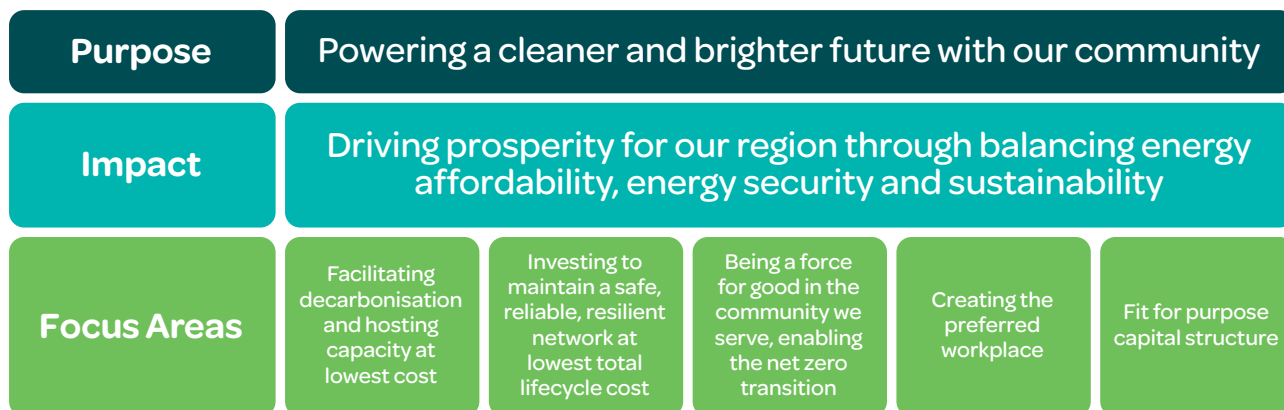 Purpose
Powering a cleaner and brighter future with our community
Impact
Driving prosperity for our region through balancing energy
affordability, energy security and sustainability
Focus Areas
Facilitating
decarbonisation
and hosting
capacity at
lowest cost
Investing to
maintain a safe,
reliable, resilient
network at
lowest total
lifecycle cost
Being a force
for good in the
community we
serve, enabling
the net zero
transition
Creating the
preferred
workplace
Fit for purpose
capital structure